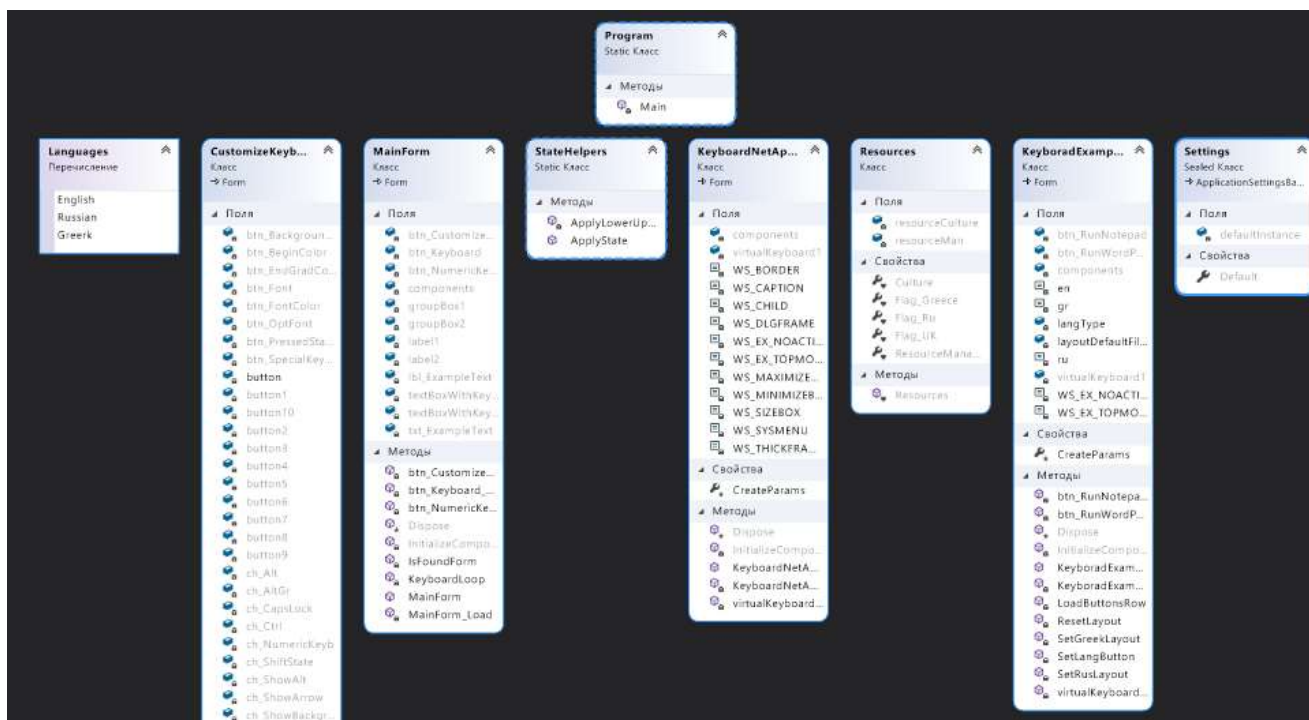 Program
Static Класс
Методы
Main
Languages
Перечисление
English
Russian
Greerk
CustomizeKeyb...
Класс
Form
Поля
btn_Backgroun...
btn_BeginColor
btn_EndGradCo...
btn_Font
btn_FontColor
btn_OptFont
btn_PressedSta...
btn_SpecialKey...
button
button1
button10
button2
button3
button4
button5
button6
button7
button8
button9
ch_Alt
ch_AltGr
ch_CapsLock
ch_Ctrl
ch_NumericKeyb
ch_ShiftState
ch_ShowAlt
ch_ShowArrow
ch_ShowBackgr...
MainForm
Класс
Form
Поля
btn_Customize...
btn_Keyboard
btn_NumericKe...
components
groupBox1
groupBox2
label1
label2
lbl_ExampleText
textBoxWithKey...
textBoxWithKey...
txt_ExampleText
Методы
btn_Customize...
btn_Keyboard_...
btn_NumericKe...
Dispose
InitializeCompo...
IsFoundForm
KeyboardLoop
MainForm
MainForm_Load
StateHelpers
Static Класс
Методы
ApplyLowerUp...
ApplyState
KeyboardNetAp...
Класс
Form
Поля
components
virtualKeyboard1
WS_BORDER
WS_CAPTION
WS_CHILD
WS_DLGFRAME
WS_EX_NOACTI...
WS_EX_TOPMO...
WS_MAXIMIZE...
WS_MINIMIZEB...
WS_SIZEBOX
WS_SYSMENU
WS_THICKFRA...
Свойства
CreateParams
Методы
Dispose
InitializeCompo...
KeyboardNetA...
KeyboardNetA...
virtualKeyboard...
Resources
Класс
Поля
resourceCulture
resourceMan
Свойства
Culture
Flag_Greece
Flag_Ru
Flag_UK
ResourceMana...
Методы
Resources
KeyboradExamp...
Класс
Form
Поля
btn_RunNotepad
btn_RunWordP...
components
en
gr
langType
layoutDefaultFil...
ru
virtualKeyboard1
WS_EX_NOACTI...
WS_EX_TOPMO...
Свойства
CreateParams
Методы
btn_RunNotepa...
btn_RunWordP...
Dispose
InitializeCompo...
KeyboradExam...
KeyboradExam...
LoadButtonsRow
ResetLayout
SetGreekLayout
SetLangButton
SetRusLayout
virtualKeyboard...
Settings
Sealed Класс
ApplicationSettingsBa...
Поля
defaultInstance
Свойства
Default